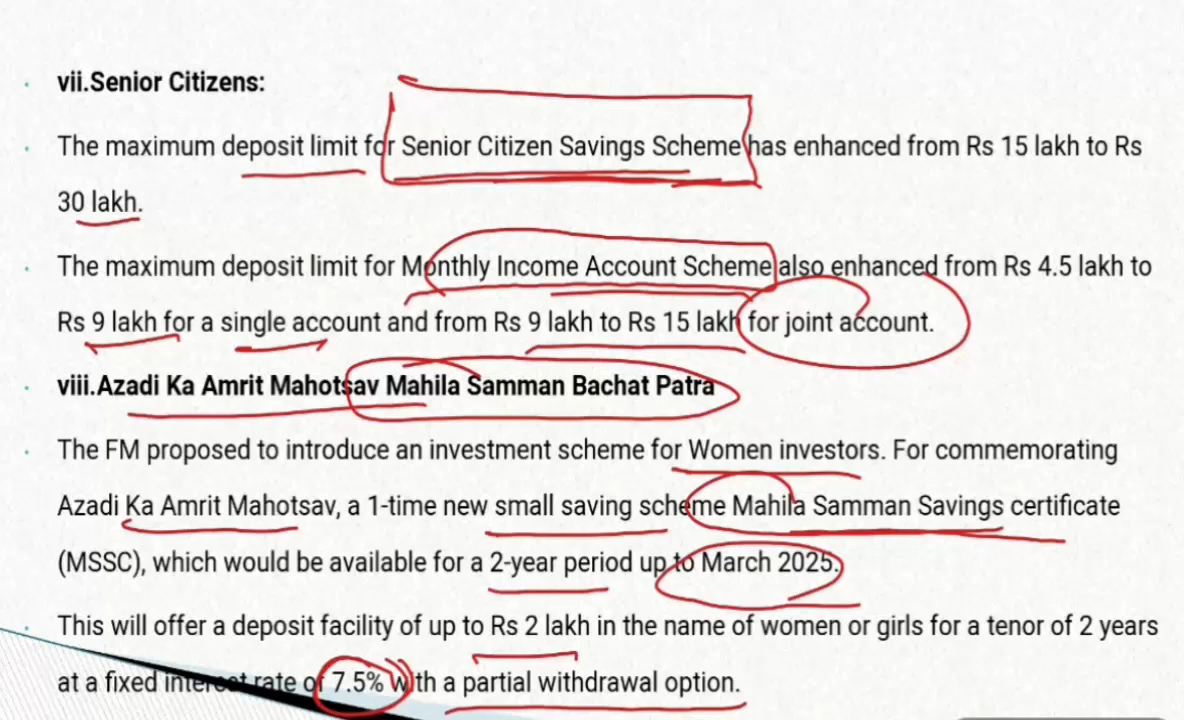 vii.Senior Citizens:
The maximum deposit limit for Senior Citizen Savings Scheme has enhanced from Rs 15 lakh to Rs
30 lakh.
The maximum deposit limit for Monthly Income Account Scheme also enhanced from Rs 4.5 lakh to
Rs 9 lakh for a single account and from Rs 9 lakh to Rs 15 lakh for joint account.
viii.Azadi Ka Amrit Mahotsav Mahila Samman Bachat Patra
The FM proposed to introduce an investment scheme for Women investors. For commemorating
Azadi Ka Amrit Mahotsav, a 1-time new small saving scheme Mahila Samman Savings certificate
(MSSC), which would be available for a 2-year period up to March 2025.
This will offer a deposit facility of up to Rs 2 lakh in the name of women or girls for a tenor of 2 years
at a fixed interest rate of 7.5% with a partial withdrawal option.